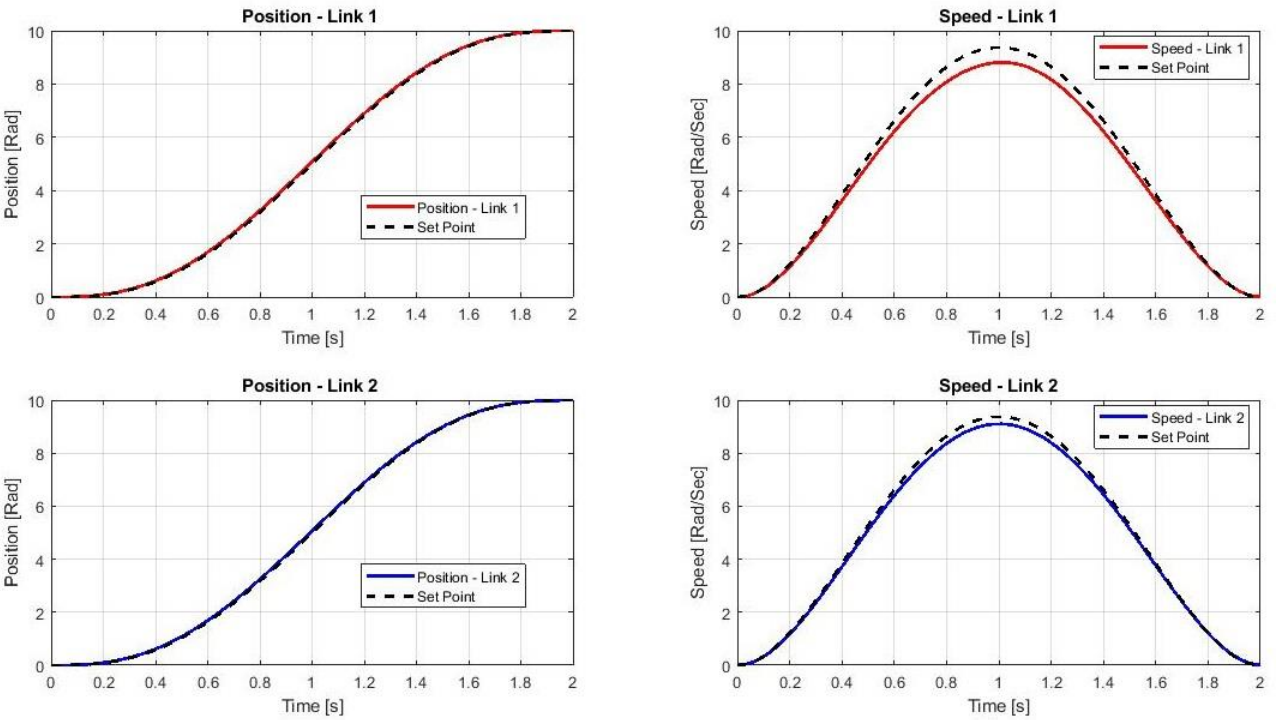 Position - Link 1
10
8
6
4
2
0
Position [Rad]
Position - Link 1
Set Point
0 0.2 0.4 0.6 0.8 1 1.2 1.4 1.6 1.8 2
Time [s]
Speed - Link 1
10
8
6
4
2
0
Speed [Rad/Sec]
Speed - Link 1
Set Point
0 0.2 0.4 0.6 0.8 1 1.2 1.4 1.6 1.8 2
Time [s]
Position - Link 2
10
8
6
4
2
0
Position [Rad]
Position - Link 2
Set Point
0 0.2 0.4 0.6 0.8 1 1.2 1.4 1.6 1.8 2
Time [s]
Speed - Link 2
10
8
6
4
2
0
Speed [Rad/Sec]
Speed - Link 2
Set Point
0 0.2 0.4 0.6 0.8 1 1.2 1.4 1.6 1.8 2
Time [s]